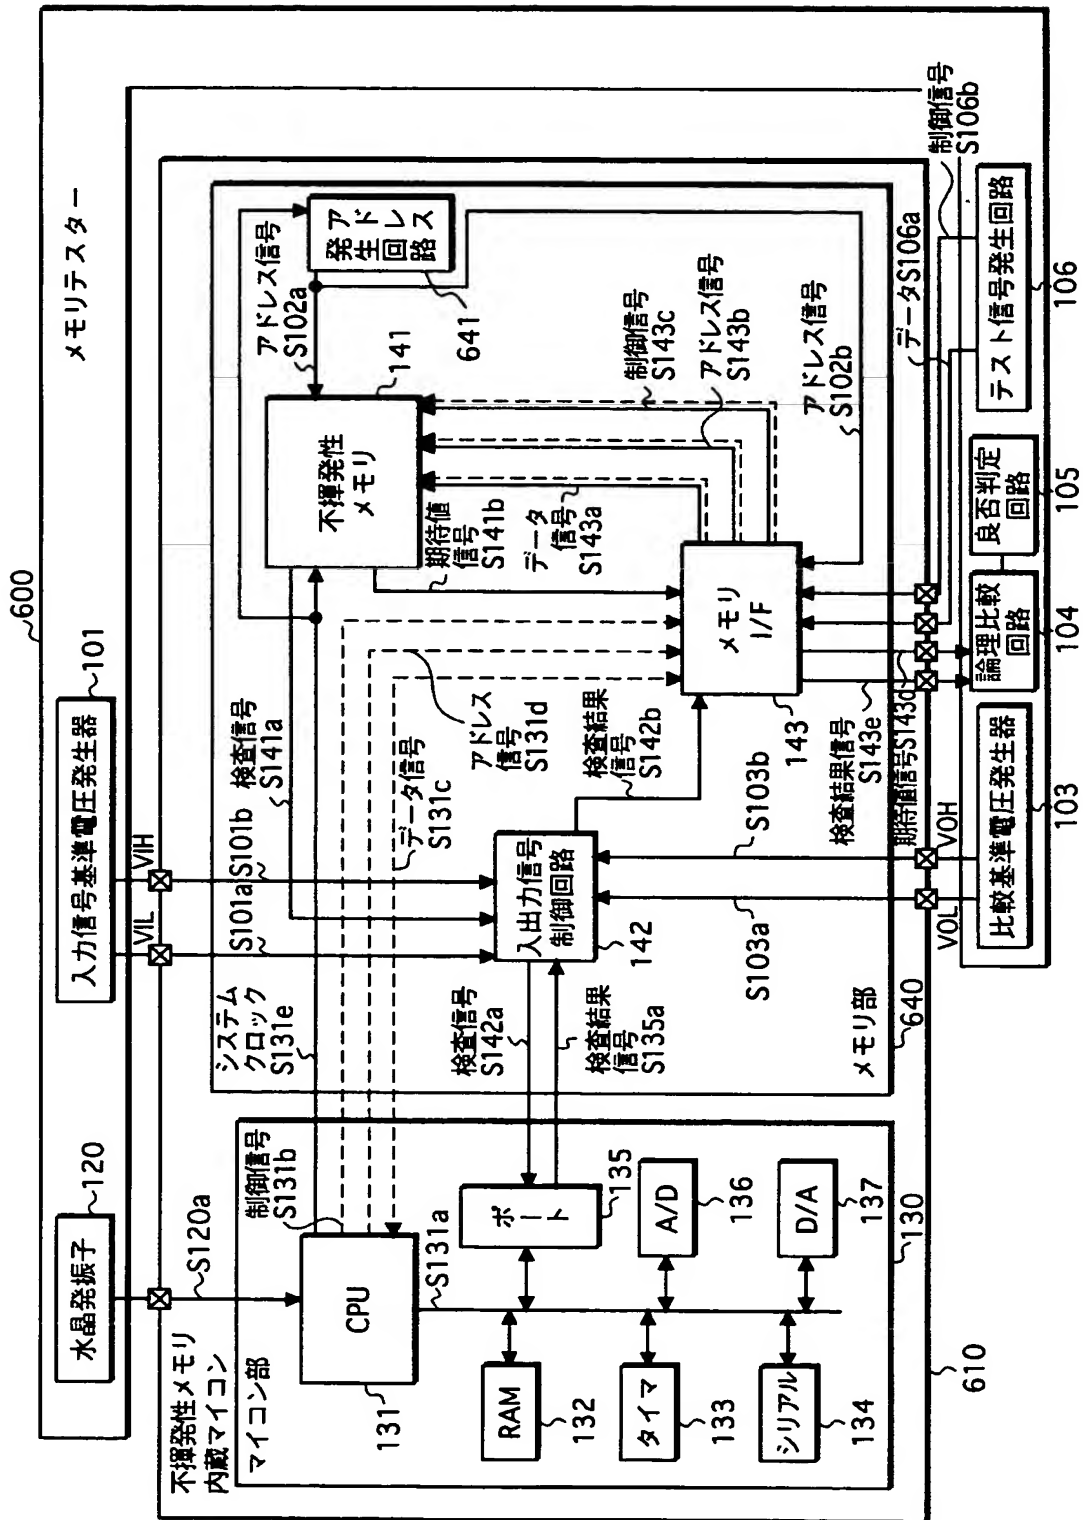 600
メモリテスター
水晶発振子
120
入力信号基準電圧発生器
101
S120a
VIL
VIH
不揮発性メモリ
内蔵マイコン
マイコン部
CPU
131
制御信号
S131b
S131a
RAM
132
タイマ
133
シリアル
134
ポート
135
A/D
136
D/A
137
130
610
システム
クロック
S131e
S101a
S101b
検査信号
S141a
データ信号
S131c
アドレス
信号
S131d
検査信号
S142a
検査結果
信号
S135a
入出力信号
制御回路
142
検査結果
信号
S142b
不揮発性
メモリ
141
アドレス信号
S102a
アドレス
発生回路
641
期待値
信号
S141b
データ
信号
S143a
制御信号
S143c
アドレス信号
S143b
アドレス信号
S102b
メモリ
I/F
143
メモリ部
640
S103a
S103b
検査結果信号
S143e
期待値信号S143d
データS106a
制御信号
S106b
VOL
VOH
比較基準電圧発生器
103
論理比較
回路
104
良否判定
回路
105
テスト信号発生回路
106